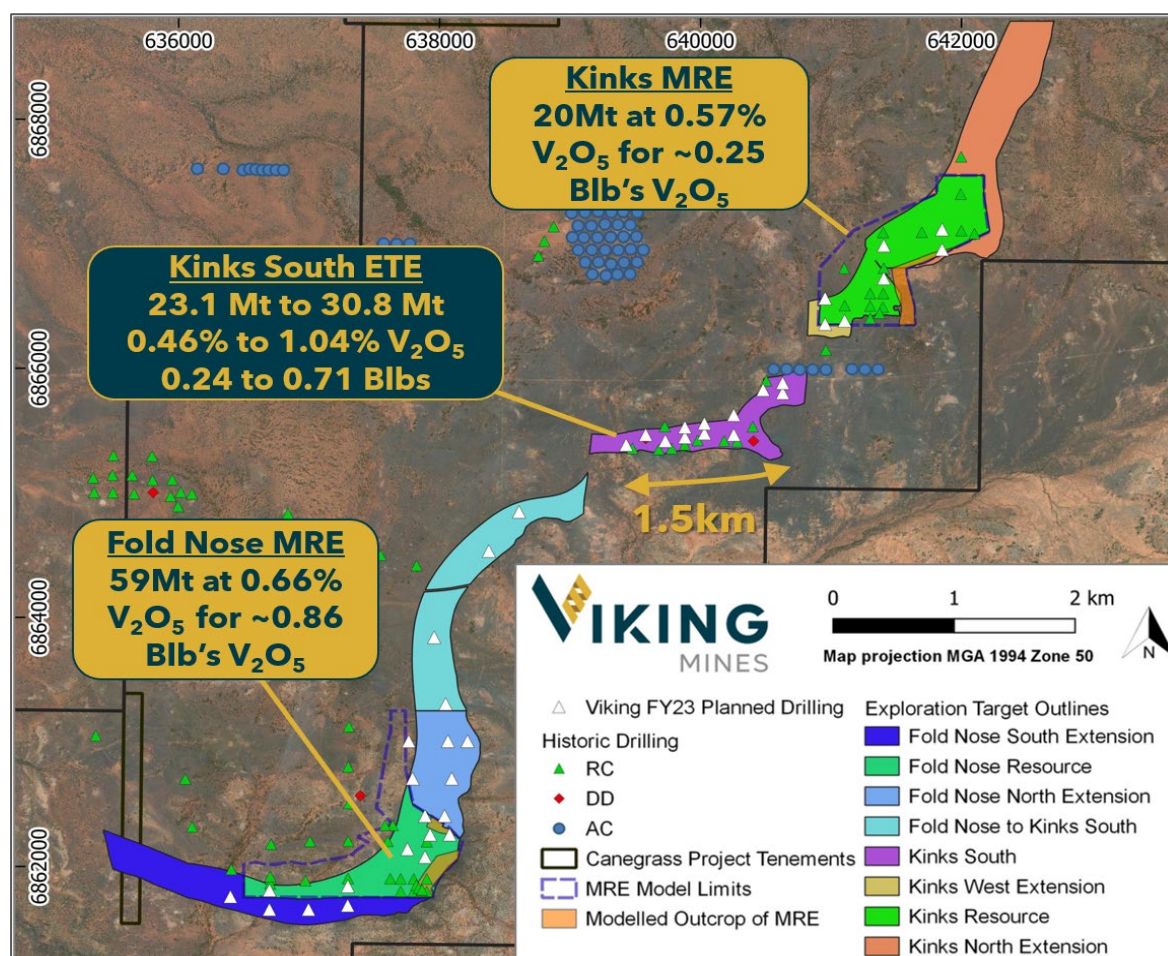 636000
638000
640000
642000
6868000
6866000
6864000
6862000
Kinks MRE
20Mt at 0.57%
V₂O₅ for ~0.25
Blb's V₂O₅
Kinks South ETE
23.1 Mt to 30.8 Mt
0.46% to 1.04% V₂O₅
0.24 to 0.71 Blbs
1.5km
Fold Nose MRE
59Mt at 0.66%
V₂O₅ for ~0.86
Blb's V₂O₅
VIKING
MINES
0 1 2 km
Map projection MGA 1994 Zone 50
N
Viking FY23 Planned Drilling
Historic Drilling
RC
DD
AC
Canegrass Project Tenements
MRE Model Limits
Modelled Outcrop of MRE
Exploration Target Outlines
Fold Nose South Extension
Fold Nose Resource
Fold Nose North Extension
Fold Nose to Kinks South
Kinks South
Kinks West Extension
Kinks Resource
Kinks North Extension